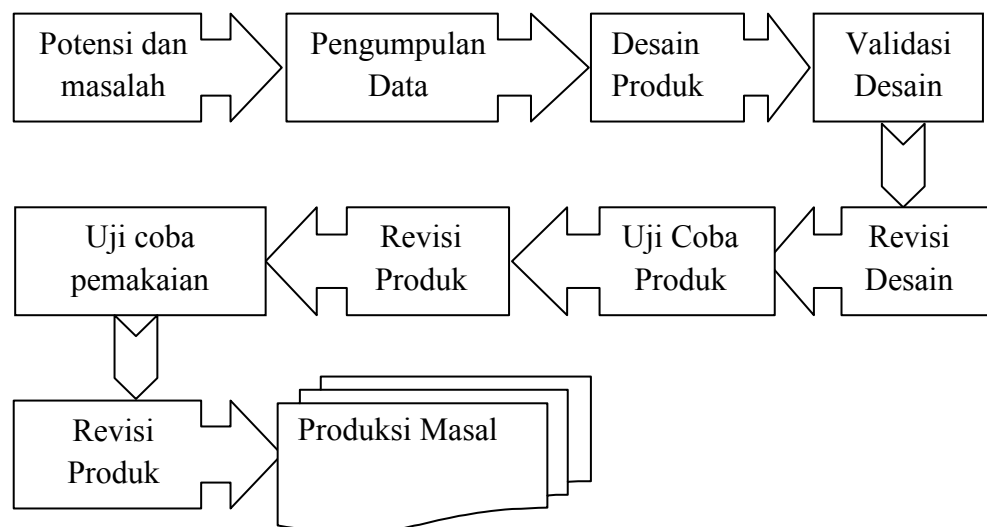 Potensi dan
masalah
Pengumpulan
Data
Desain
Produk
Validasi
Desain
Revisi
Desain
Uji Coba
Produk
Revisi
Produk
Uji coba
pemakaian
Revisi
Produk
Produksi Masal